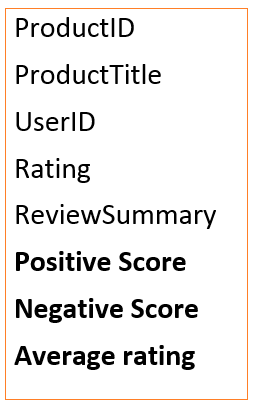 ProductID
ProductTitle
UserID
Rating
ReviewSummary
Positive Score
Negative Score
Average rating